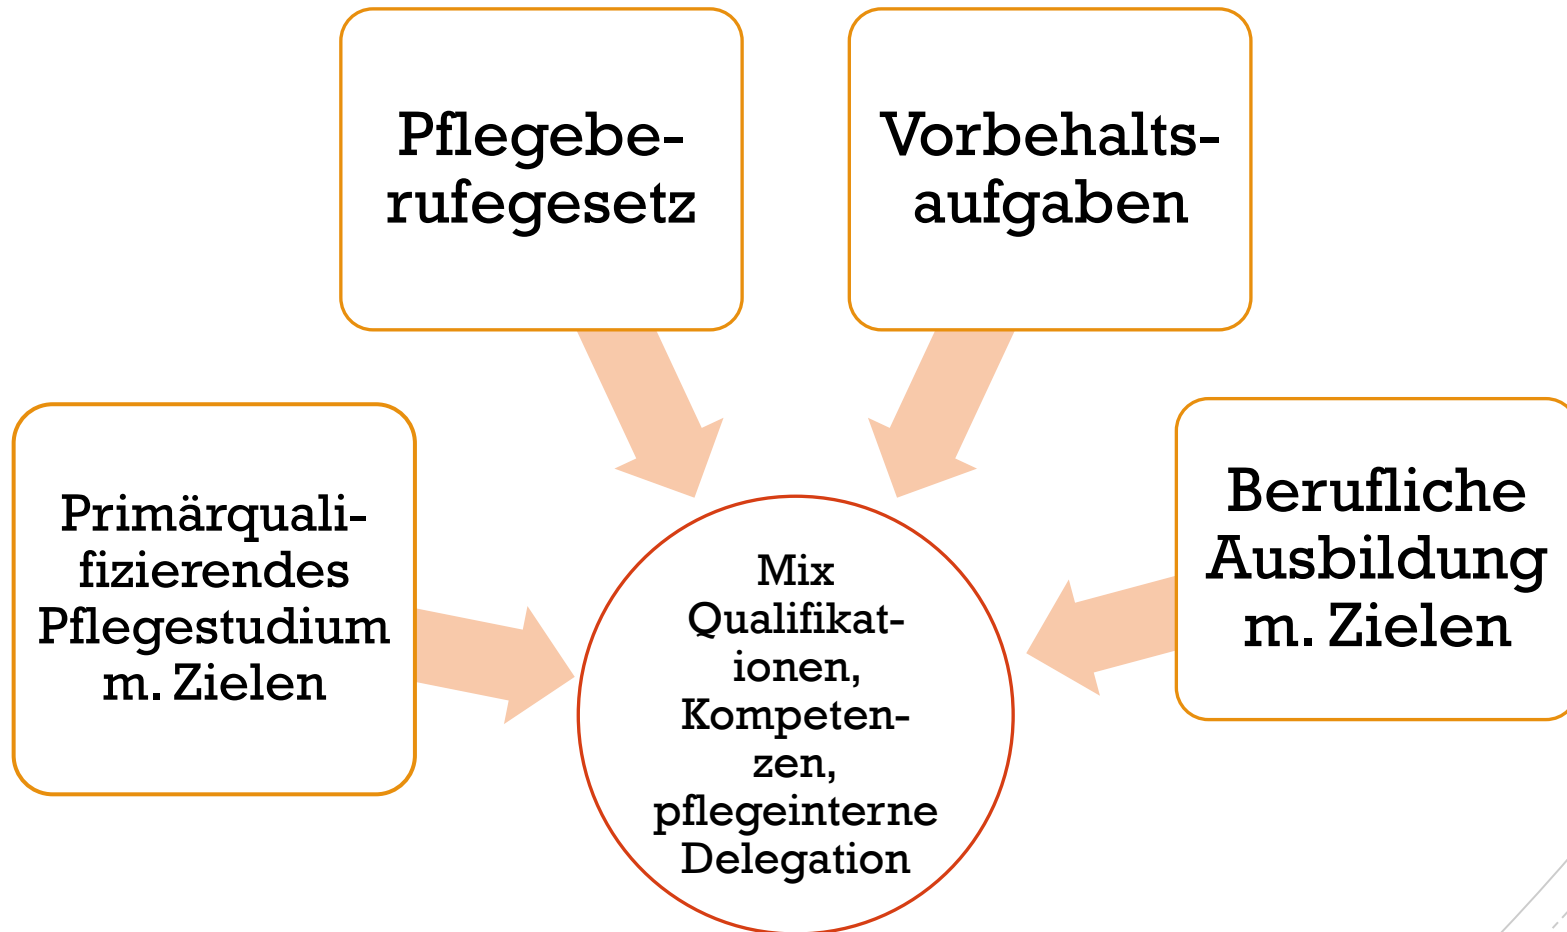 Pflegebe-
rufegesetz
Vorbehalts-
aufgaben
Primärquali-
fizierendes
Pflegestudium
m. Zielen
Berufliche
Ausbildung
m. Zielen
Mix
Qualifikat-
ionen,
Kompeten-
zen,
pflegeinterne
Delegation